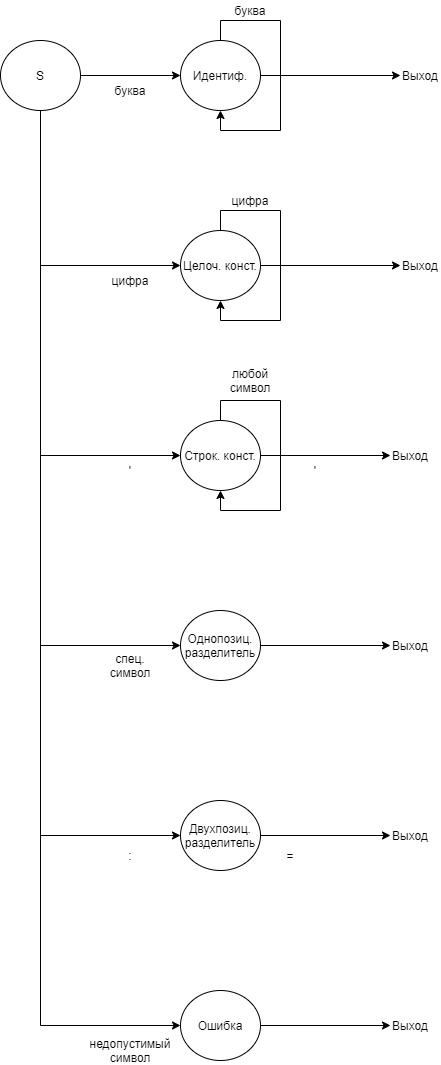 буква
S
Идентиф.
Выход
буква
цифра
Целоч. конст.
Выход
цифра
любой
символ
Строк. конст.
Выход
'
'
Однопозиц.
разделитель
Выход
спец.
символ
Двухпозиц.
разделитель
Выход
:
=
Ошибка
Выход
недопустимый
символ